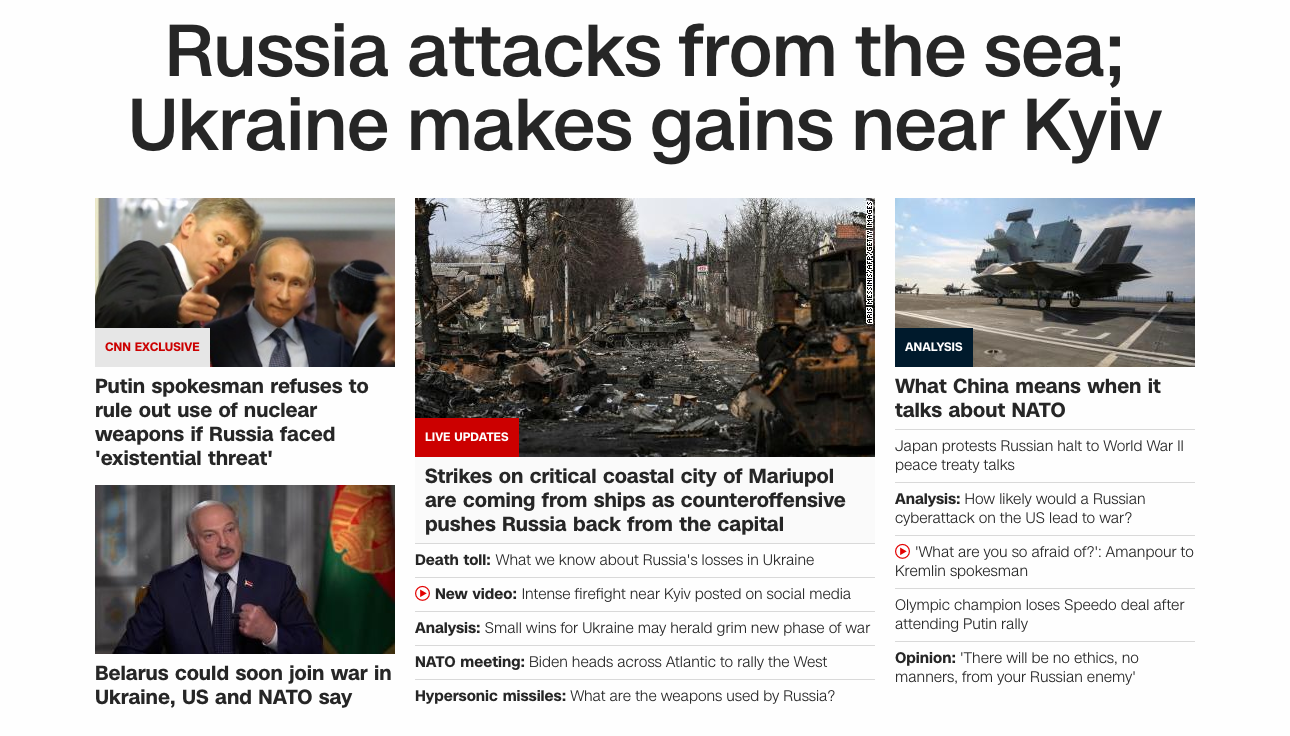 Russia attacks from the sea;
Ukraine makes gains near Kyiv
CNN EXCLUSIVE
Putin spokesman refuses to
rule out use of nuclear
weapons if Russia faced
'existential threat'
Belarus could soon join war in
Ukraine, US and NATO say
ARIS MESSINIS/AFP/GETTY IMAGES
LIVE UPDATES
Strikes on critical coastal city of Mariupol
are coming from ships as counteroffensive
pushes Russia back from the capital
Death toll: What we know about Russia's losses in Ukraine
New video: Intense firefight near Kyiv posted on social media
Analysis: Small wins for Ukraine may herald grim new phase of war
NATO meeting: Biden heads across Atlantic to rally the West
Hypersonic missiles: What are the weapons used by Russia?
ANALYSIS
What China means when it
talks about NATO
Japan protests Russian halt to World War II
peace treaty talks
Analysis: How likely would a Russian
cyberattack on the US lead to war?
'What are you so afraid of?': Amanpour to
Kremlin spokesman
Olympic champion loses Speedo deal after
attending Putin rally
Opinion: 'There will be no ethics, no
manners, from your Russian enemy'